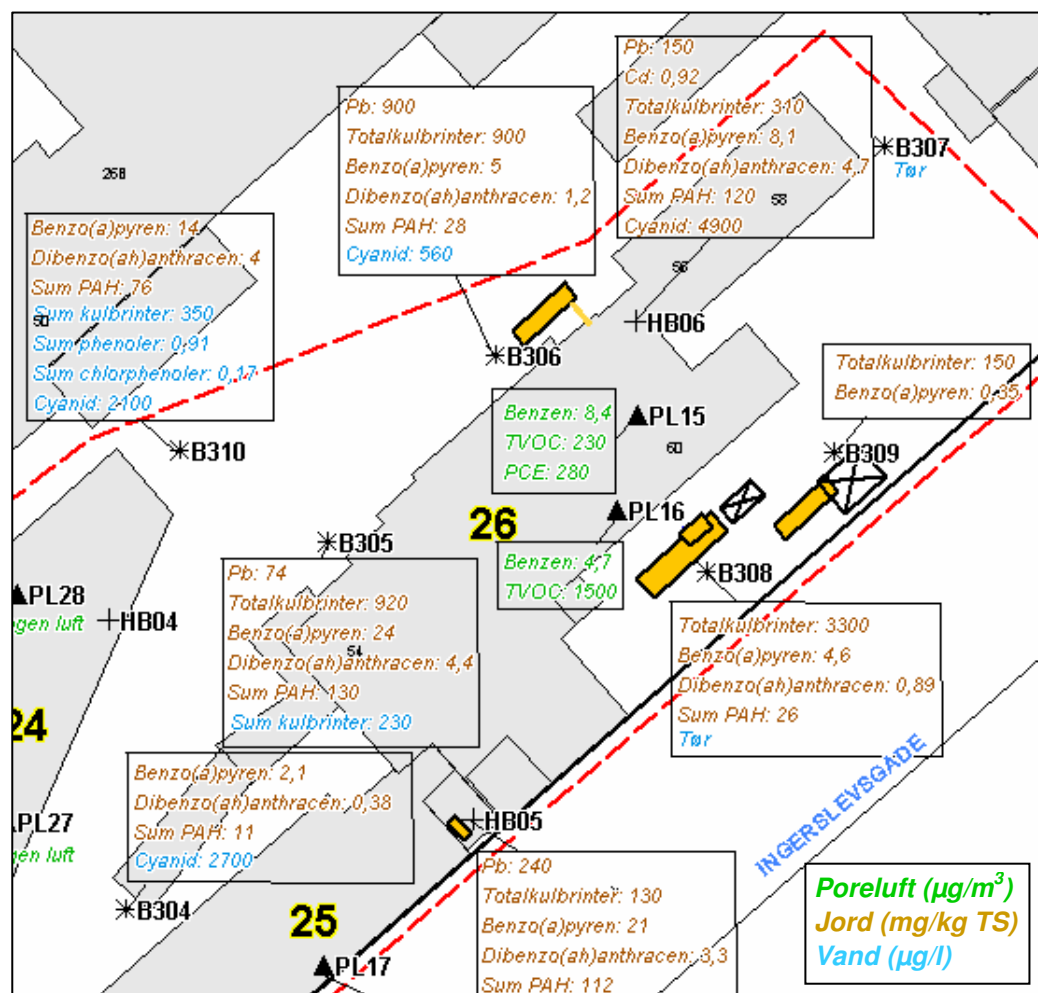 Pb: 150
Cd: 0,92
Totalkulbrinter: 310
Benzo(a)pyren: 8,1
Dibenzo(ah)anthracen: 4,7
Sum PAH: 120
Cyanid: 4900
Pb: 900
Totalkulbrinter: 900
Benzo(a)pyren: 5
Dibenzo(ah)anthracen: 1,2
Sum PAH: 28
Cyanid: 560
B307
Tør
268
58
56
Benzo(a)pyren: 14
Dibenzo(ah)anthracen: 4
Sum PAH: 76
Sum kulbrinter: 350
Sum phenoler: 0,91
Sum chlorphenoler: 0,17
Cyanid: 2100
50
HB06
B306
Totalkulbrinter: 150
Benzo(a)pyren: 0,35
Benzen: 8,4
TVOC: 230
PCE: 280
PL15
60
B310
B309
26
PL16
B305
Benzen: 4,7
TVOC: 1500
B308
Pb: 74
Totalkulbrinter: 920
Benzo(a)pyren: 24
Dibenzo(ah)anthracen: 4,4
Sum PAH: 130
Sum kulbrinter: 230
54
PL28
gen luft
HB04
Totalkulbrinter: 3300
Benzo(a)pyren: 4,6
Dibenzo(ah)anthracen: 0,89
Sum PAH: 26
Tør
24
Benzo(a)pyren: 2,1
Dibenzo(ah)anthracen: 0,38
Sum PAH: 11
Cyanid: 2700
INGERSLEVSGADE
PL27
gen luft
HB05
B304
25
Pb: 240
Totalkulbrinter: 130
Benzo(a)pyren: 21
Dibenzo(ah)anthracen: 3,3
Sum PAH: 112
PL17
Poreluft (µg/m³)
Jord (mg/kg TS)
Vand (µg/l)